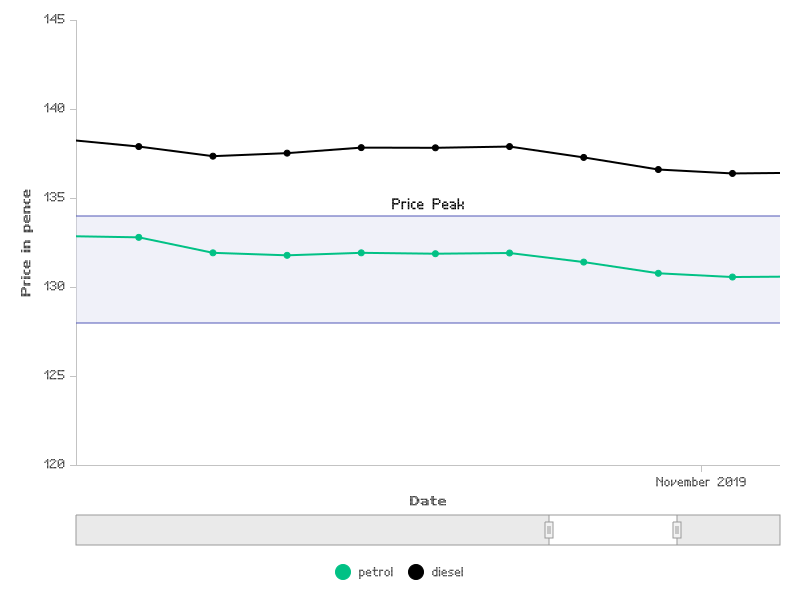 145
140
135
130
125
120
Price in pence
Price Peak
November 2019
Date
petrol
diesel